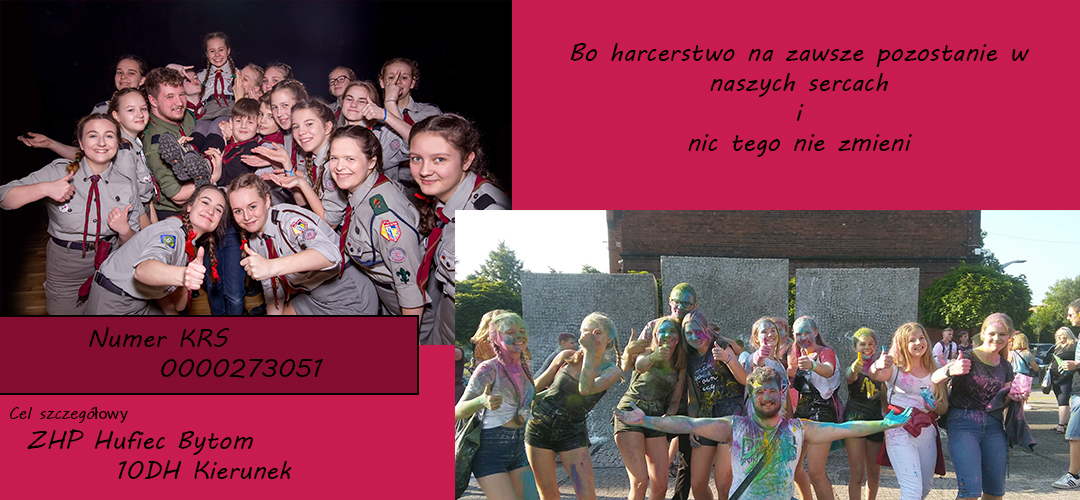 Bo harcerstwo na zawsze pozostanie w
naszych sercach
i
nic tego nie zmieni
Numer KRS
0000273051
Cel szczegółowy
ZHP Hufiec Bytom
10DH Kierunek